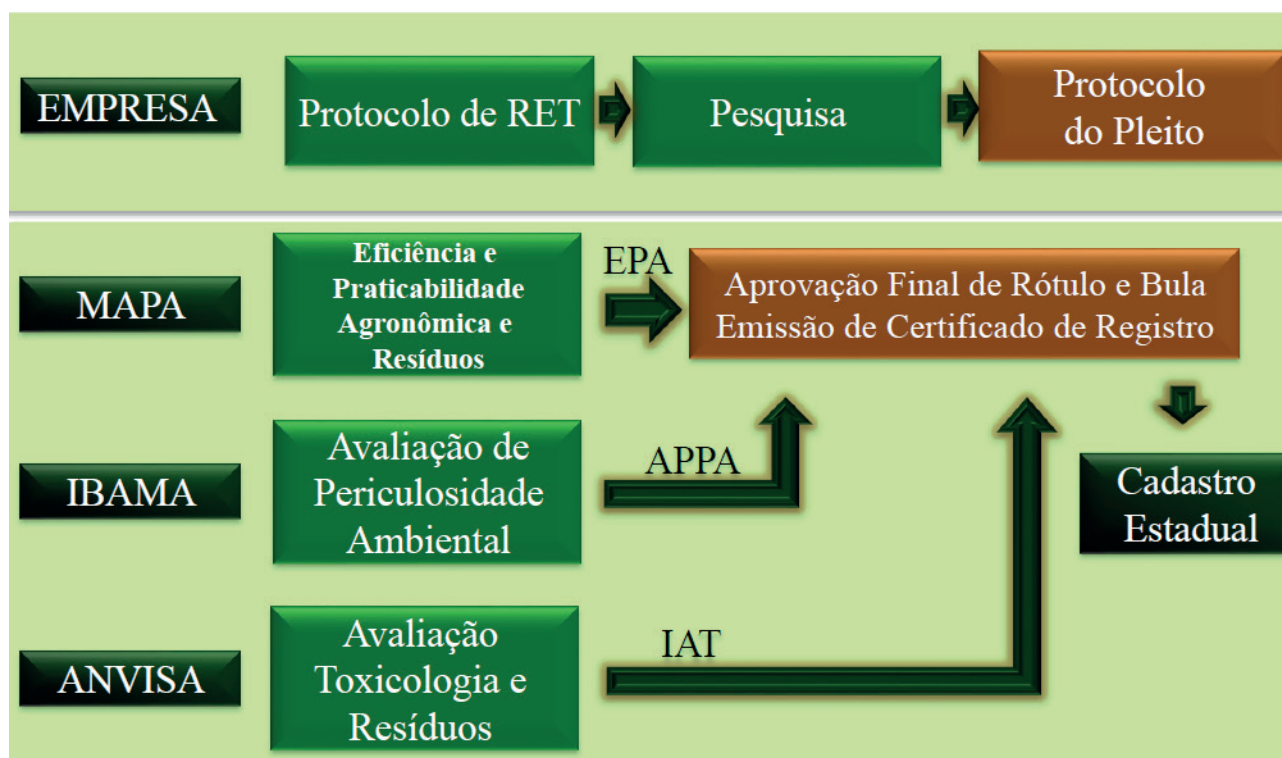 EMPRESA
Protocolo de RET
Pesquisa
Protocolo
do Pleito
MAPA
Eficiência e
Praticabilidade
Agronômica e
Resíduos
EPA
Aprovação Final de Rótulo e Bula
Emissão de Certificado de Registro
IBAMA
Avaliação de
Periculosidade
Ambiental
APPA
Cadastro
Estadual
ANVISA
Avaliação
Toxicologia e
Resíduos
IAT